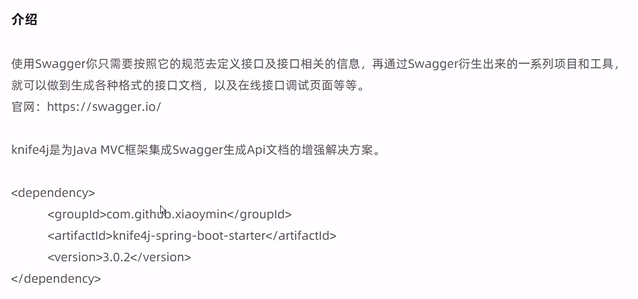 介绍
使用Swagger你只需要按照它的规范去定义接口及接口相关的信息，再通过Swagger衍生出来的一系列项目和工具，
就可以做到生成各种格式的接口文档，以及在线接口调试页面等等。
官网：https://swagger.io/
knife4j是为Java MVC框架集成Swagger生成Api文档的增强解决方案。
<dependency>
<groupId>com.github.xiaoymin</groupId>
<artifactId>knife4j-spring-boot-starter</artifactId>
<version>3.0.2</version>
</dependency>